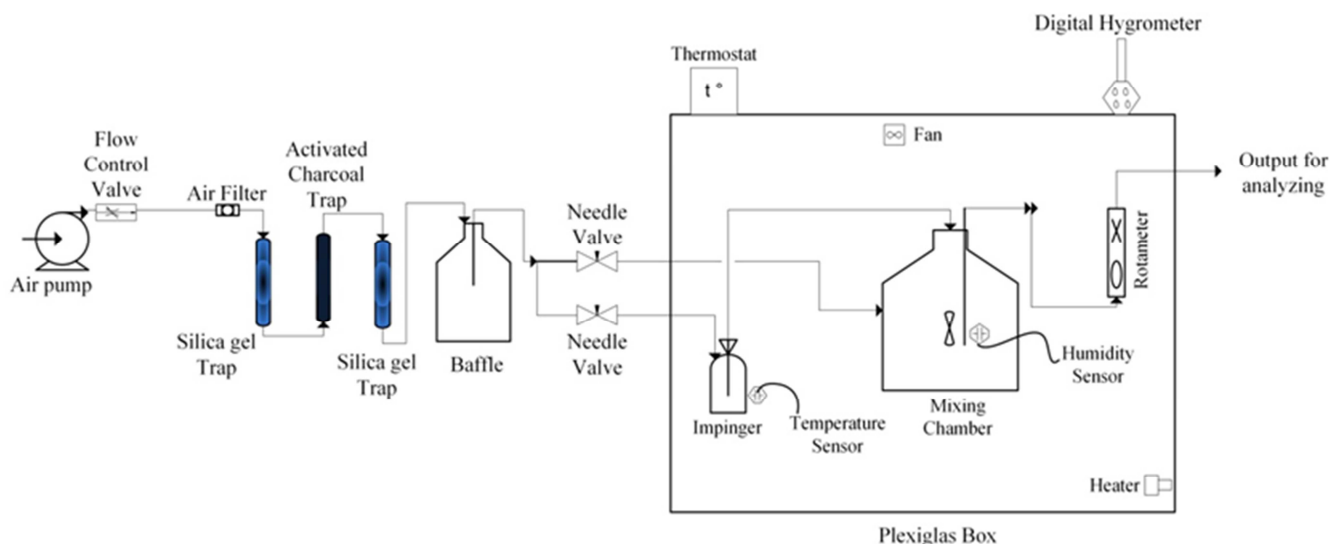 Digital Hygrometer
Thermostat
t °
Flow
Control
Valve
Activated
Charcoal
Trap
Fan
Output for
analyzing
Air Filter
Needle
Valve
Rotameter
Air pump
Silica gel
Trap
Silica gel
Trap
Baffle
Needle
Valve
Humidity
Sensor
Impinger
Temperature
Sensor
Mixing
Chamber
Heater
Plexiglas Box